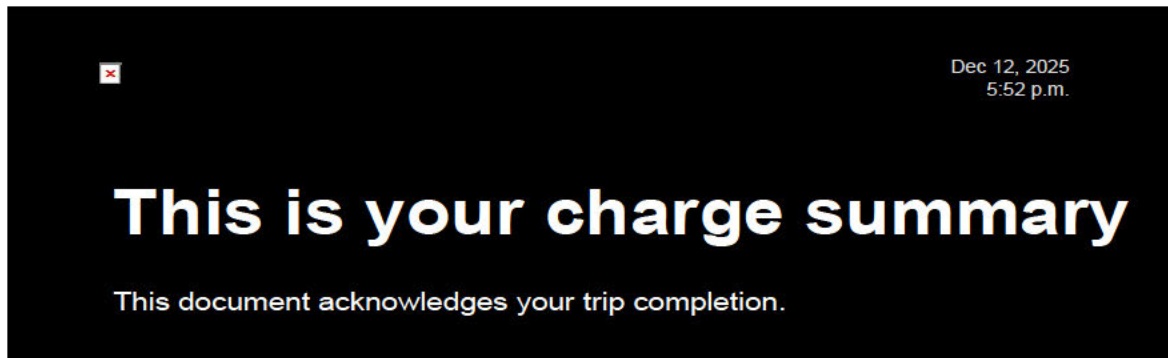 Dec 12, 2025
5:52 p.m.
This is your charge summary
This document acknowledges your trip completion.